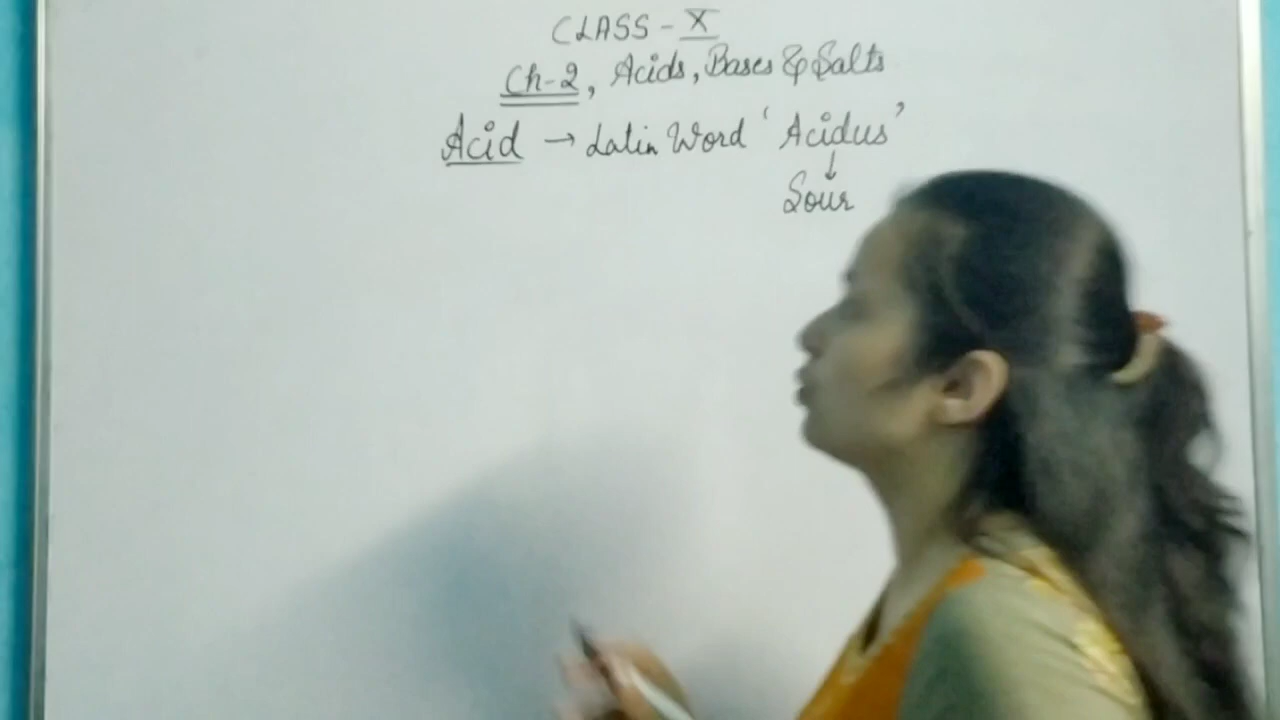 CLASS - X
Ch-2, Acids, Bases & Salts
Acid → Latin Word 'Acidus'
↓
Sour